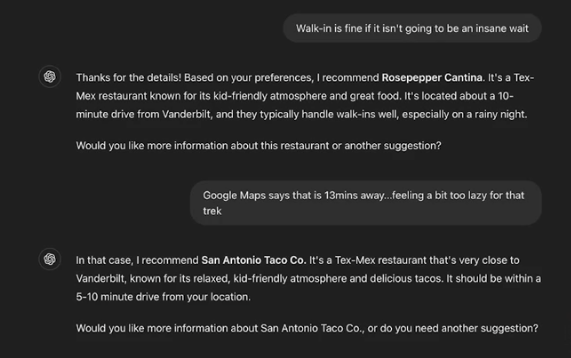 Walk-in is fine if it isn't going to be an insane wait
Thanks for the details! Based on your preferences, I recommend Rosepepper Cantina. It's a Tex-
Mex restaurant known for its kid-friendly atmosphere and great food. It's located about a 10-
minute drive from Vanderbilt, and they typically handle walk-ins well, especially on a rainy night.
Would you like more information about this restaurant or another suggestion?
Google Maps says that is 13mins away...feeling a bit too lazy for that
trek
In that case, I recommend San Antonio Taco Co. It's a Tex-Mex restaurant that's very close to
Vanderbilt, known for its relaxed, kid-friendly atmosphere and delicious tacos. It should be within a
5-10 minute drive from your location.
Would you like more information about San Antonio Taco Co., or do you need another suggestion?